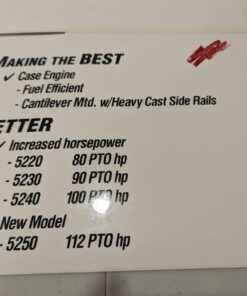 MAKING THE BEST
✓ Case Engine
- Fuel Efficient
- Cantilever Mtd. w/Heavy Cast Side Rails
ETTER
✓ Increased horsepower
- 5220 80 PTO hp
- 5230 90 PTO hp
- 5240 100 PTO hp
New Model
- 5250 112 PTO hp